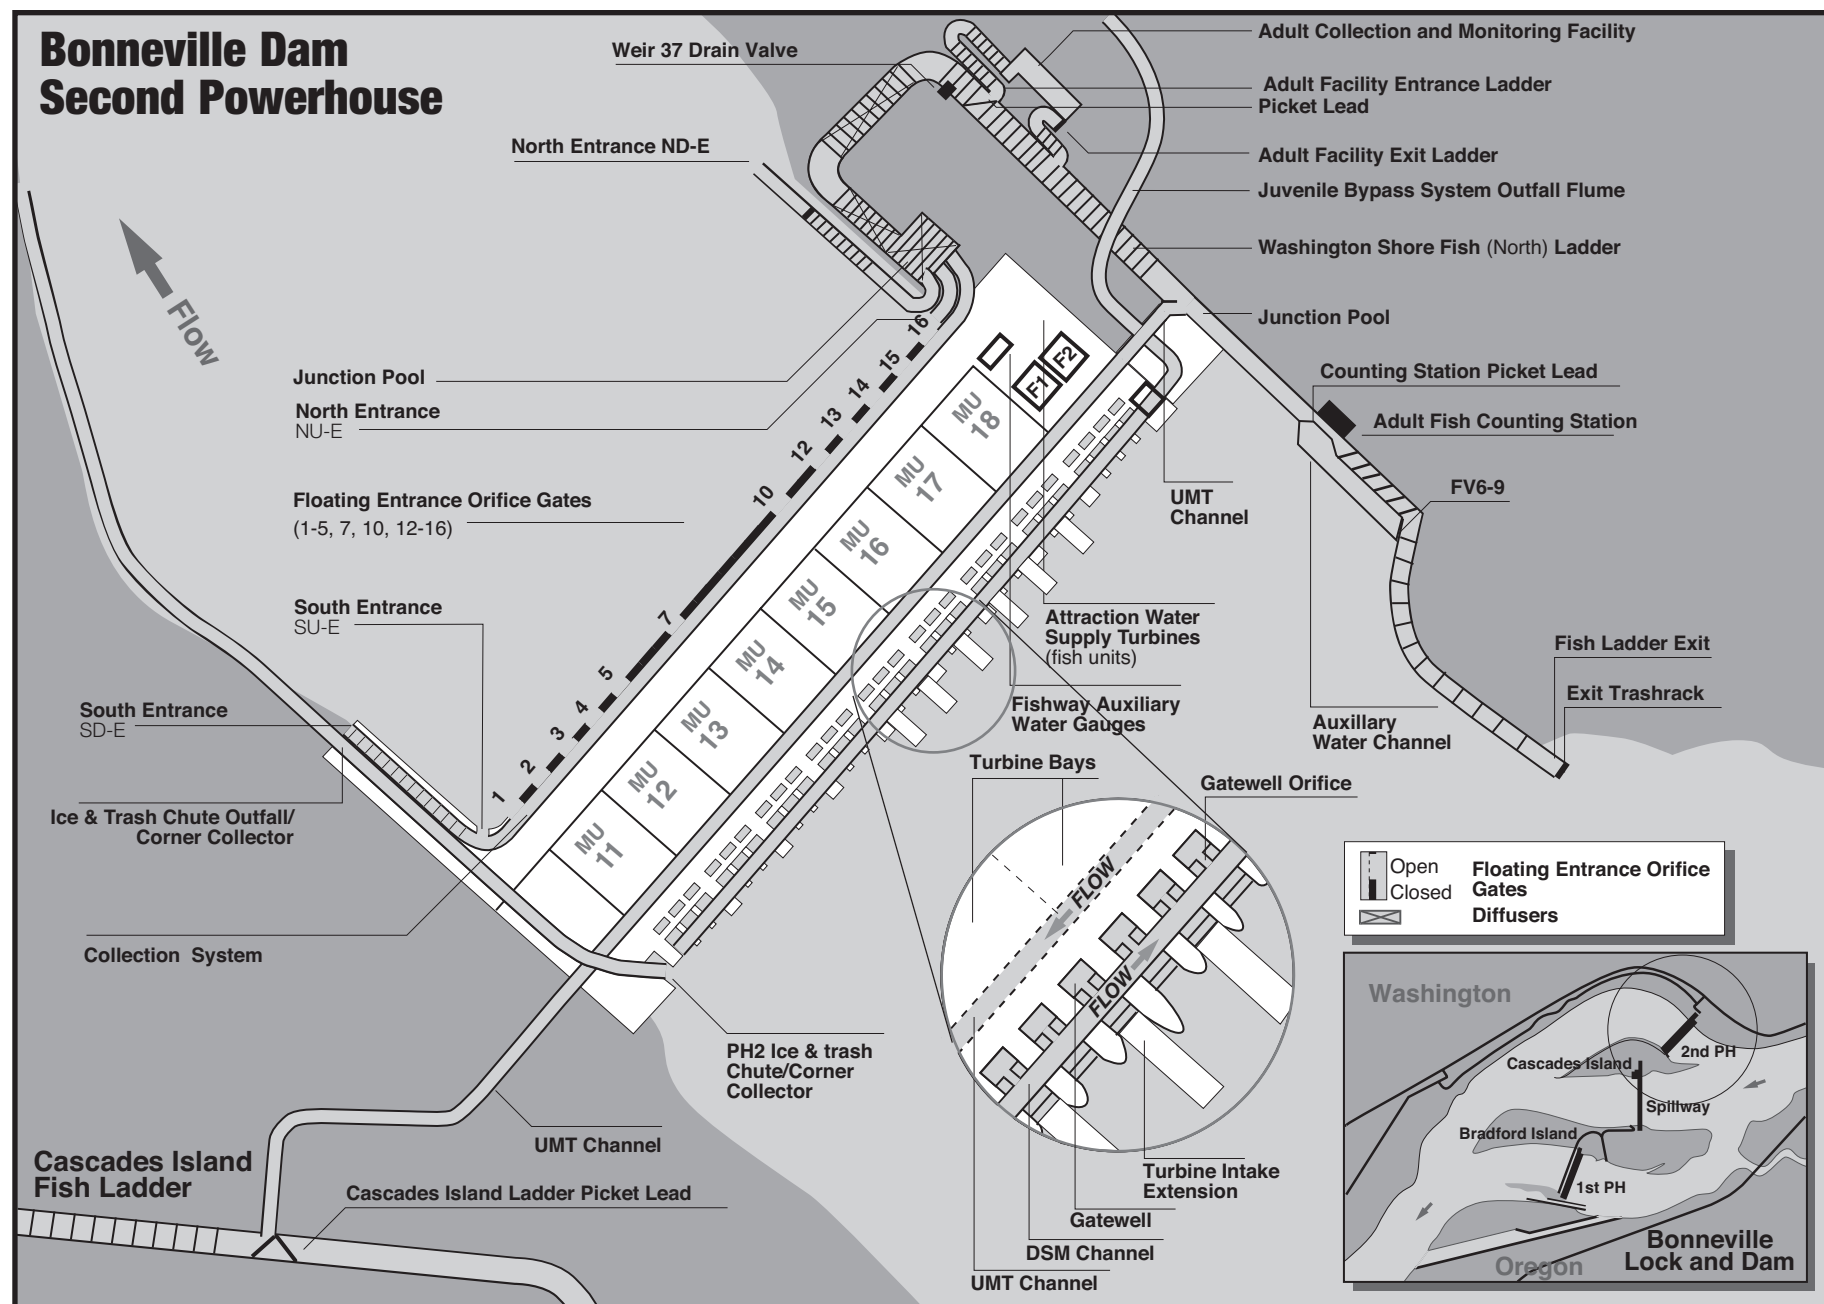 Bonneville Dam
Second Powerhouse
Weir 37 Drain Valve
North Entrance ND-E
Adult Collection and Monitoring Facility
Adult Facility Entrance Ladder
Picket Lead
Adult Facility Exit Ladder
Juvenile Bypass System Outfall Flume
Washington Shore Fish (North) Ladder
Junction Pool
Counting Station Picket Lead
Adult Fish Counting Station
FV6-9
Flow
Junction Pool
North Entrance
NU-E
Floating Entrance Orifice Gates
(1-5, 7, 10, 12-16)
South Entrance
SU-E
South Entrance
SD-E
Ice & Trash Chute Outfall/
Corner Collector
Collection System
16
15
14
13
12
10
7
5
4
3
2
1
F2
F1
MU
18
MU
17
MU
16
MU
15
MU
14
MU
13
MU
12
MU
11
UMT
Channel
Attraction Water
Supply Turbines
(fish units)
Fishway Auxiliary
Water Gauges
Auxillary
Water Channel
Fish Ladder Exit
Exit Trashrack
Turbine Bays
Gatewell Orifice
FLOW
FLOW
Turbine Intake
Extension
Gatewell
DSM Channel
UMT Channel
PH2 Ice & trash
Chute/Corner
Collector
UMT Channel
Cascades Island
Fish Ladder
Cascades Island Ladder Picket Lead
Open
Closed
Floating Entrance Orifice
Gates
Diffusers
Washington
Cascades Island
2nd PH
Spillway
Bradford Island
1st PH
Oregon
Bonneville
Lock and Dam